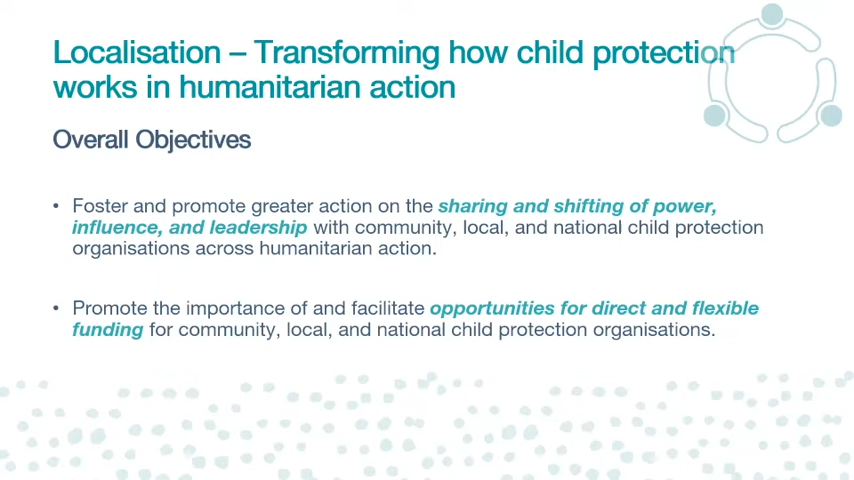 Localisation – Transforming how child protection
works in humanitarian action
Overall Objectives
• Foster and promote greater action on the sharing and shifting of power,
influence, and leadership with community, local, and national child protection
organisations across humanitarian action.
• Promote the importance of and facilitate opportunities for direct and flexible
funding for community, local, and national child protection organisations.